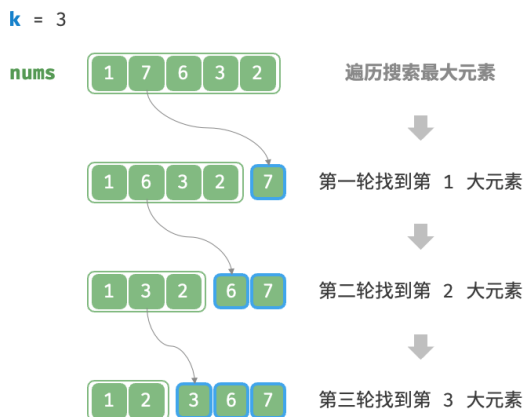 k = 3
nums 1 7 6 3 2 遍历搜索最大元素
1 6 3 2 7 第一轮找到第 1 大元素
1 3 2 6 7 第二轮找到第 2 大元素
1 2 3 6 7 第三轮找到第 3 大元素